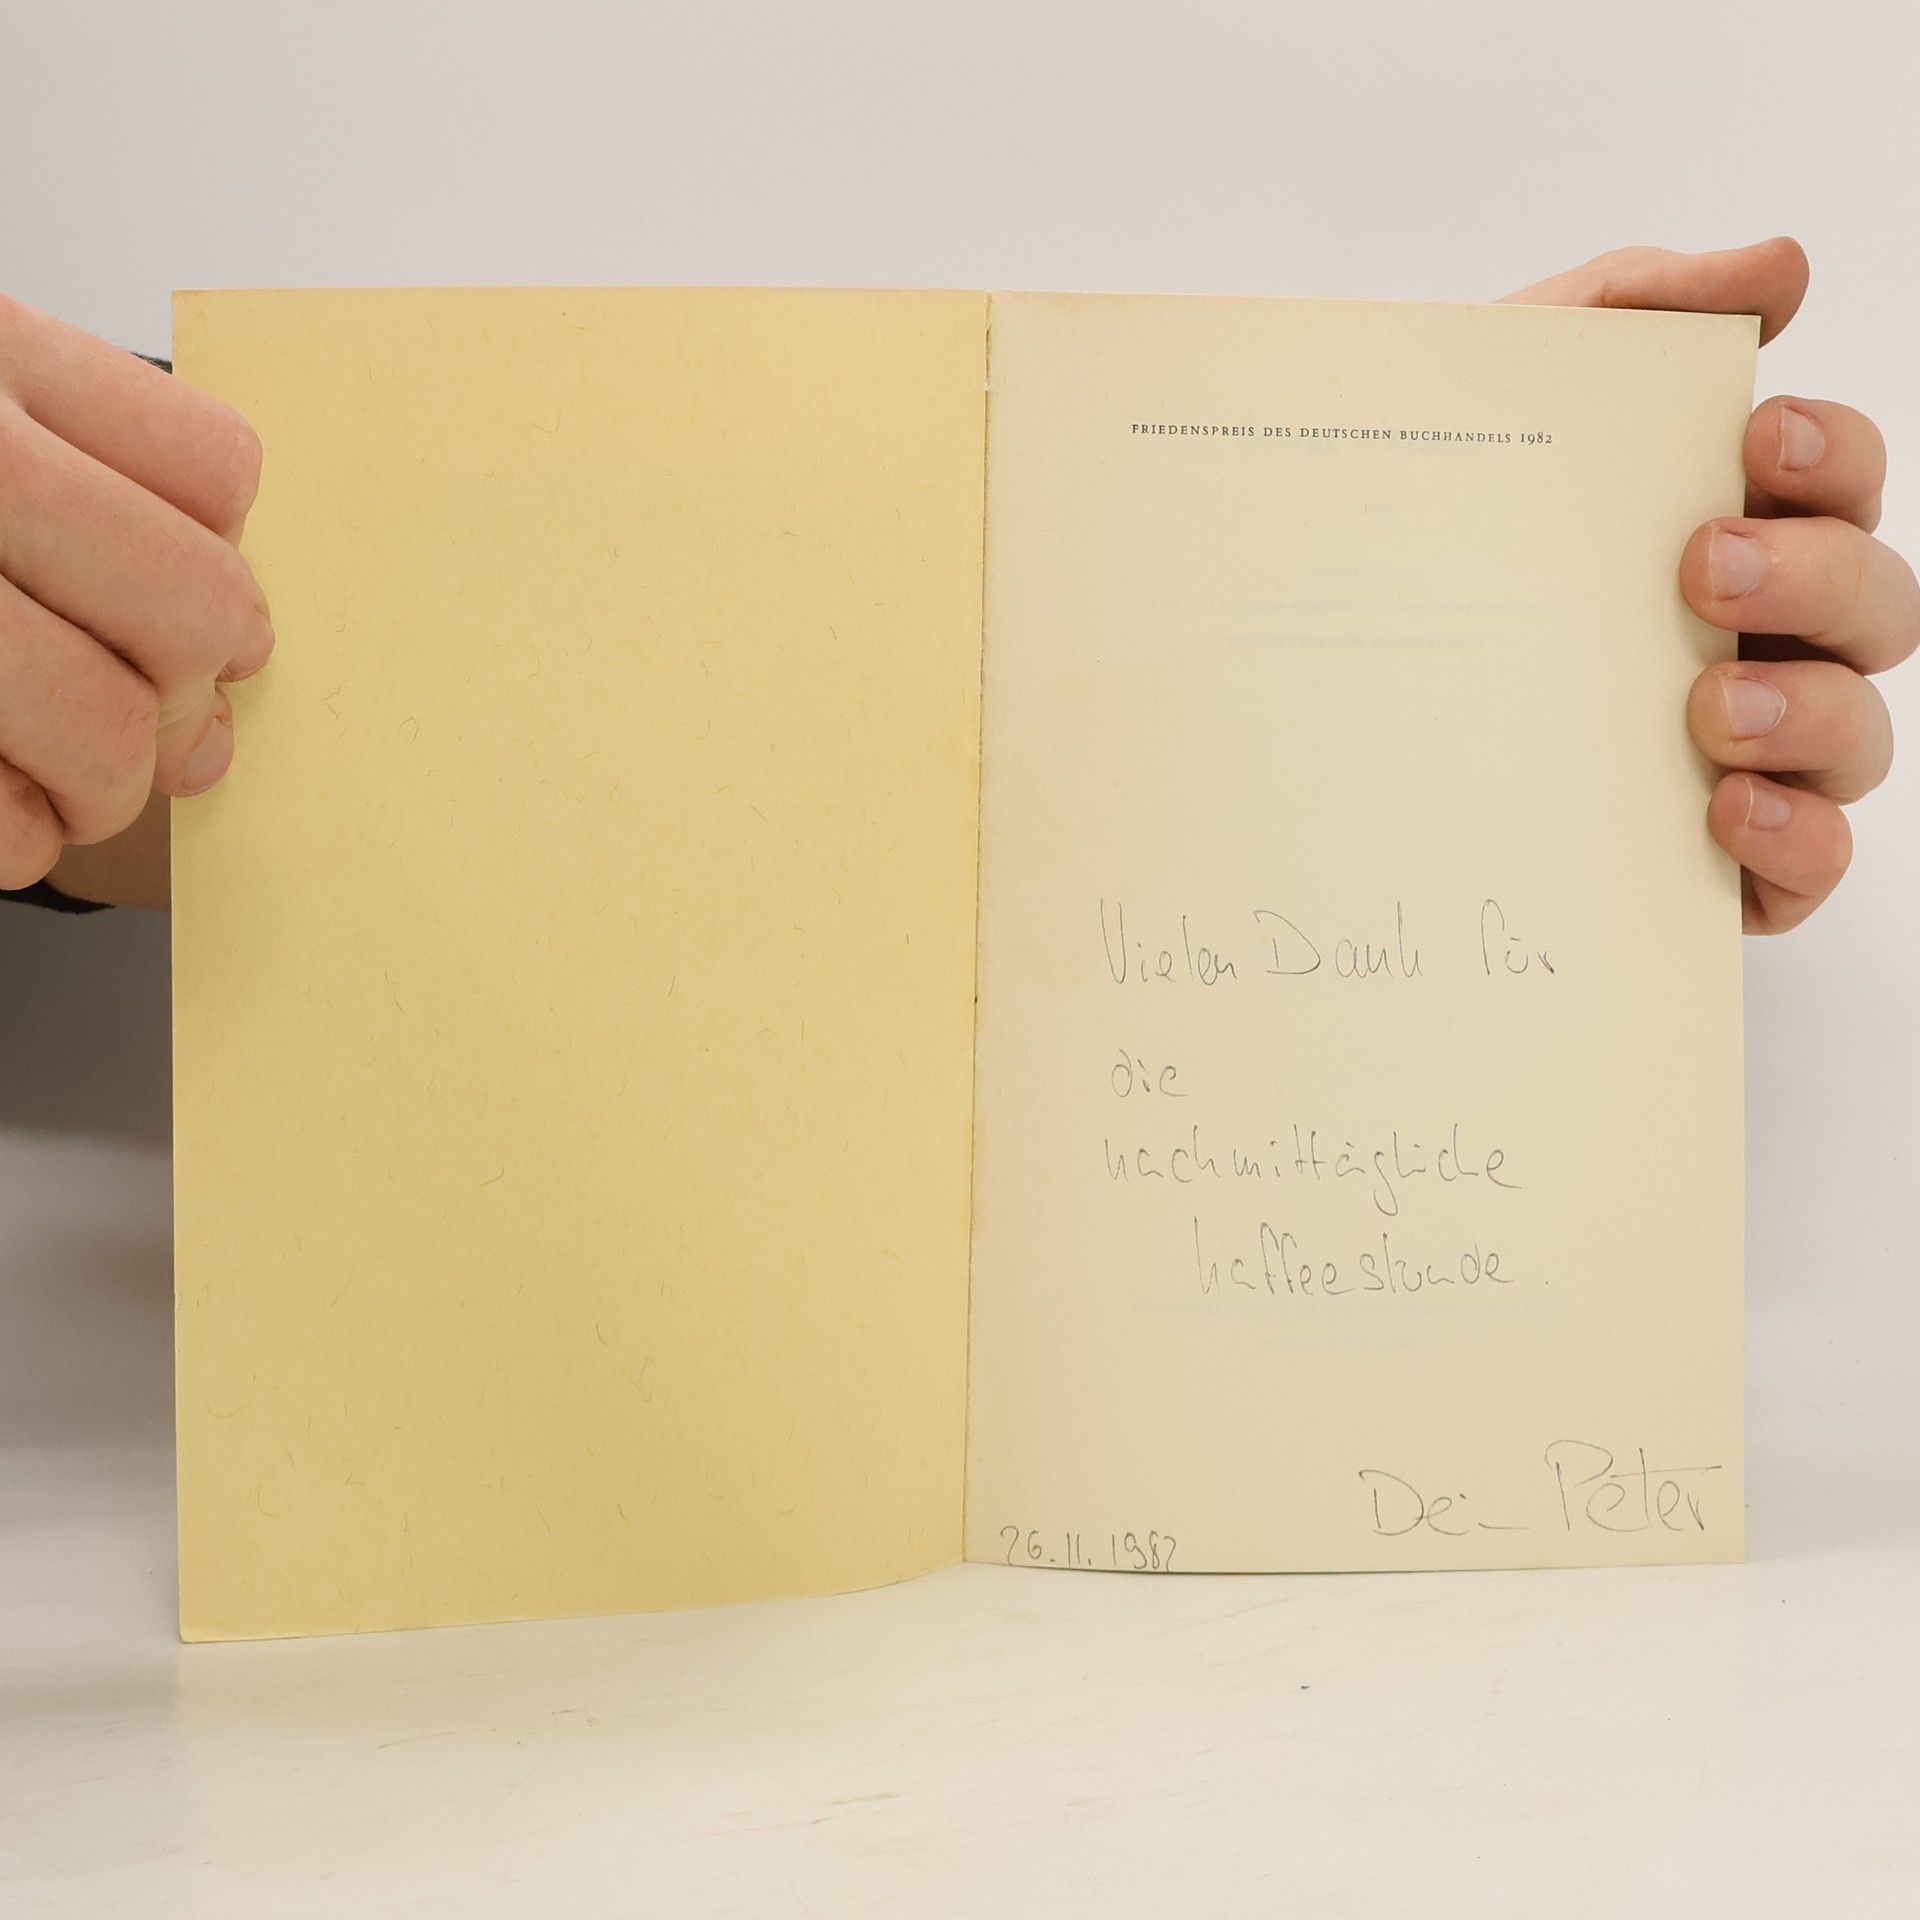 FRIEDENSPREIS DES DEUTSCHEN BUCHHANDELS 1982
Vielen Dank für
die
nachmittägliche
Kaffeestunde.
Dein Peter
26.11.1982